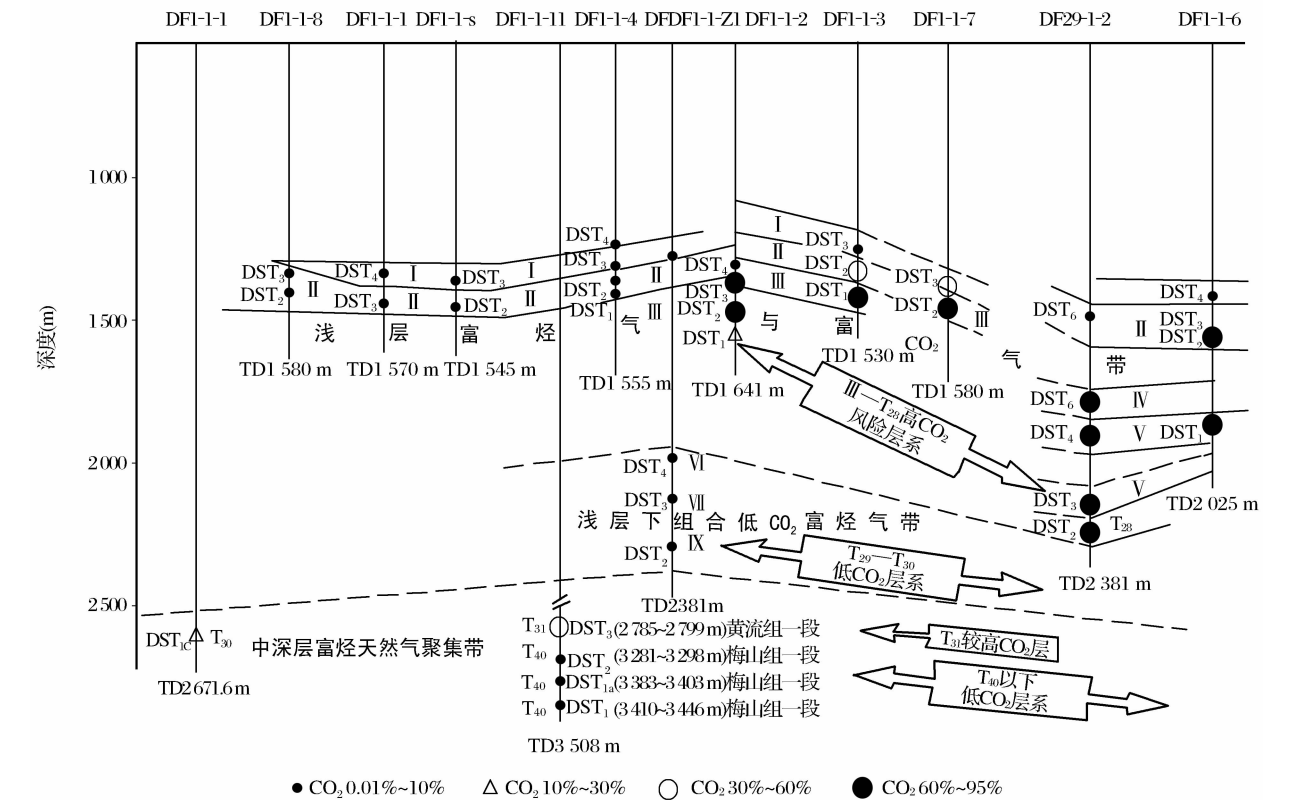 DF1-1-1 DF1-1-8 DF1-1-1 DF1-1-s DF1-1-11 DF1-1-4 DFDF1-1-Z1 DF1-1-2 DF1-1-3 DF1-1-7 DF29-1-2 DF1-1-6
深度(m)
1 000
1 500
2 000
2 500
DST₃
DST₂
Ⅱ
TD1 580 m
DST₄
Ⅰ
DST₃
Ⅱ
TD1 570 m
DST₃
DST₂
TD1 545 m
Ⅰ
Ⅱ
DST₄
DST₃
DST₂
DST₁
TD1 555 m
Ⅱ
Ⅲ
DST₄
DST₃
DST₂
DST₁
TD1 641 m
Ⅰ
Ⅱ
Ⅲ
DST₃
DST₂
DST₁
TD1 530 m
DST₃
DST₂
Ⅲ
TD1 580 m
浅 层 富 烃 气 与 富 CO₂ 气 带
DST₆
DST₆
Ⅳ
DST₄
Ⅴ
DST₃
Ⅴ
DST₂
T₂₈
TD2 381 m
DST₄
Ⅱ
DST₃
DST₂
DST₁
TD2 025 m
Ⅲ—T₂₈高CO₂
风险层系
DST₄
Ⅵ
DST₃
Ⅶ
浅层下组合低CO₂富烃气带
DST₂
Ⅸ
TD2381m
T₂₉—T₃₀
低CO₂层系
DST₁C
T₃₀
TD2 671.6 m
中深层富烃天然气聚集带
T₃₁ DST₃(2 785~2 799 m)黄流组一段
T₄₀ DST₂(3 281~3 298 m)梅山组一段
T₄₀ DST₁ₐ(3 383~3 403 m)梅山组一段
T₄₀ DST₁(3 410~3 446 m)梅山组一段
TD3 508 m
T₃₁较高CO₂层
T₄₀以下
低CO₂层系
CO₂ 0.01%~10% CO₂ 10%~30% CO₂ 30%~60% CO₂ 60%~95%